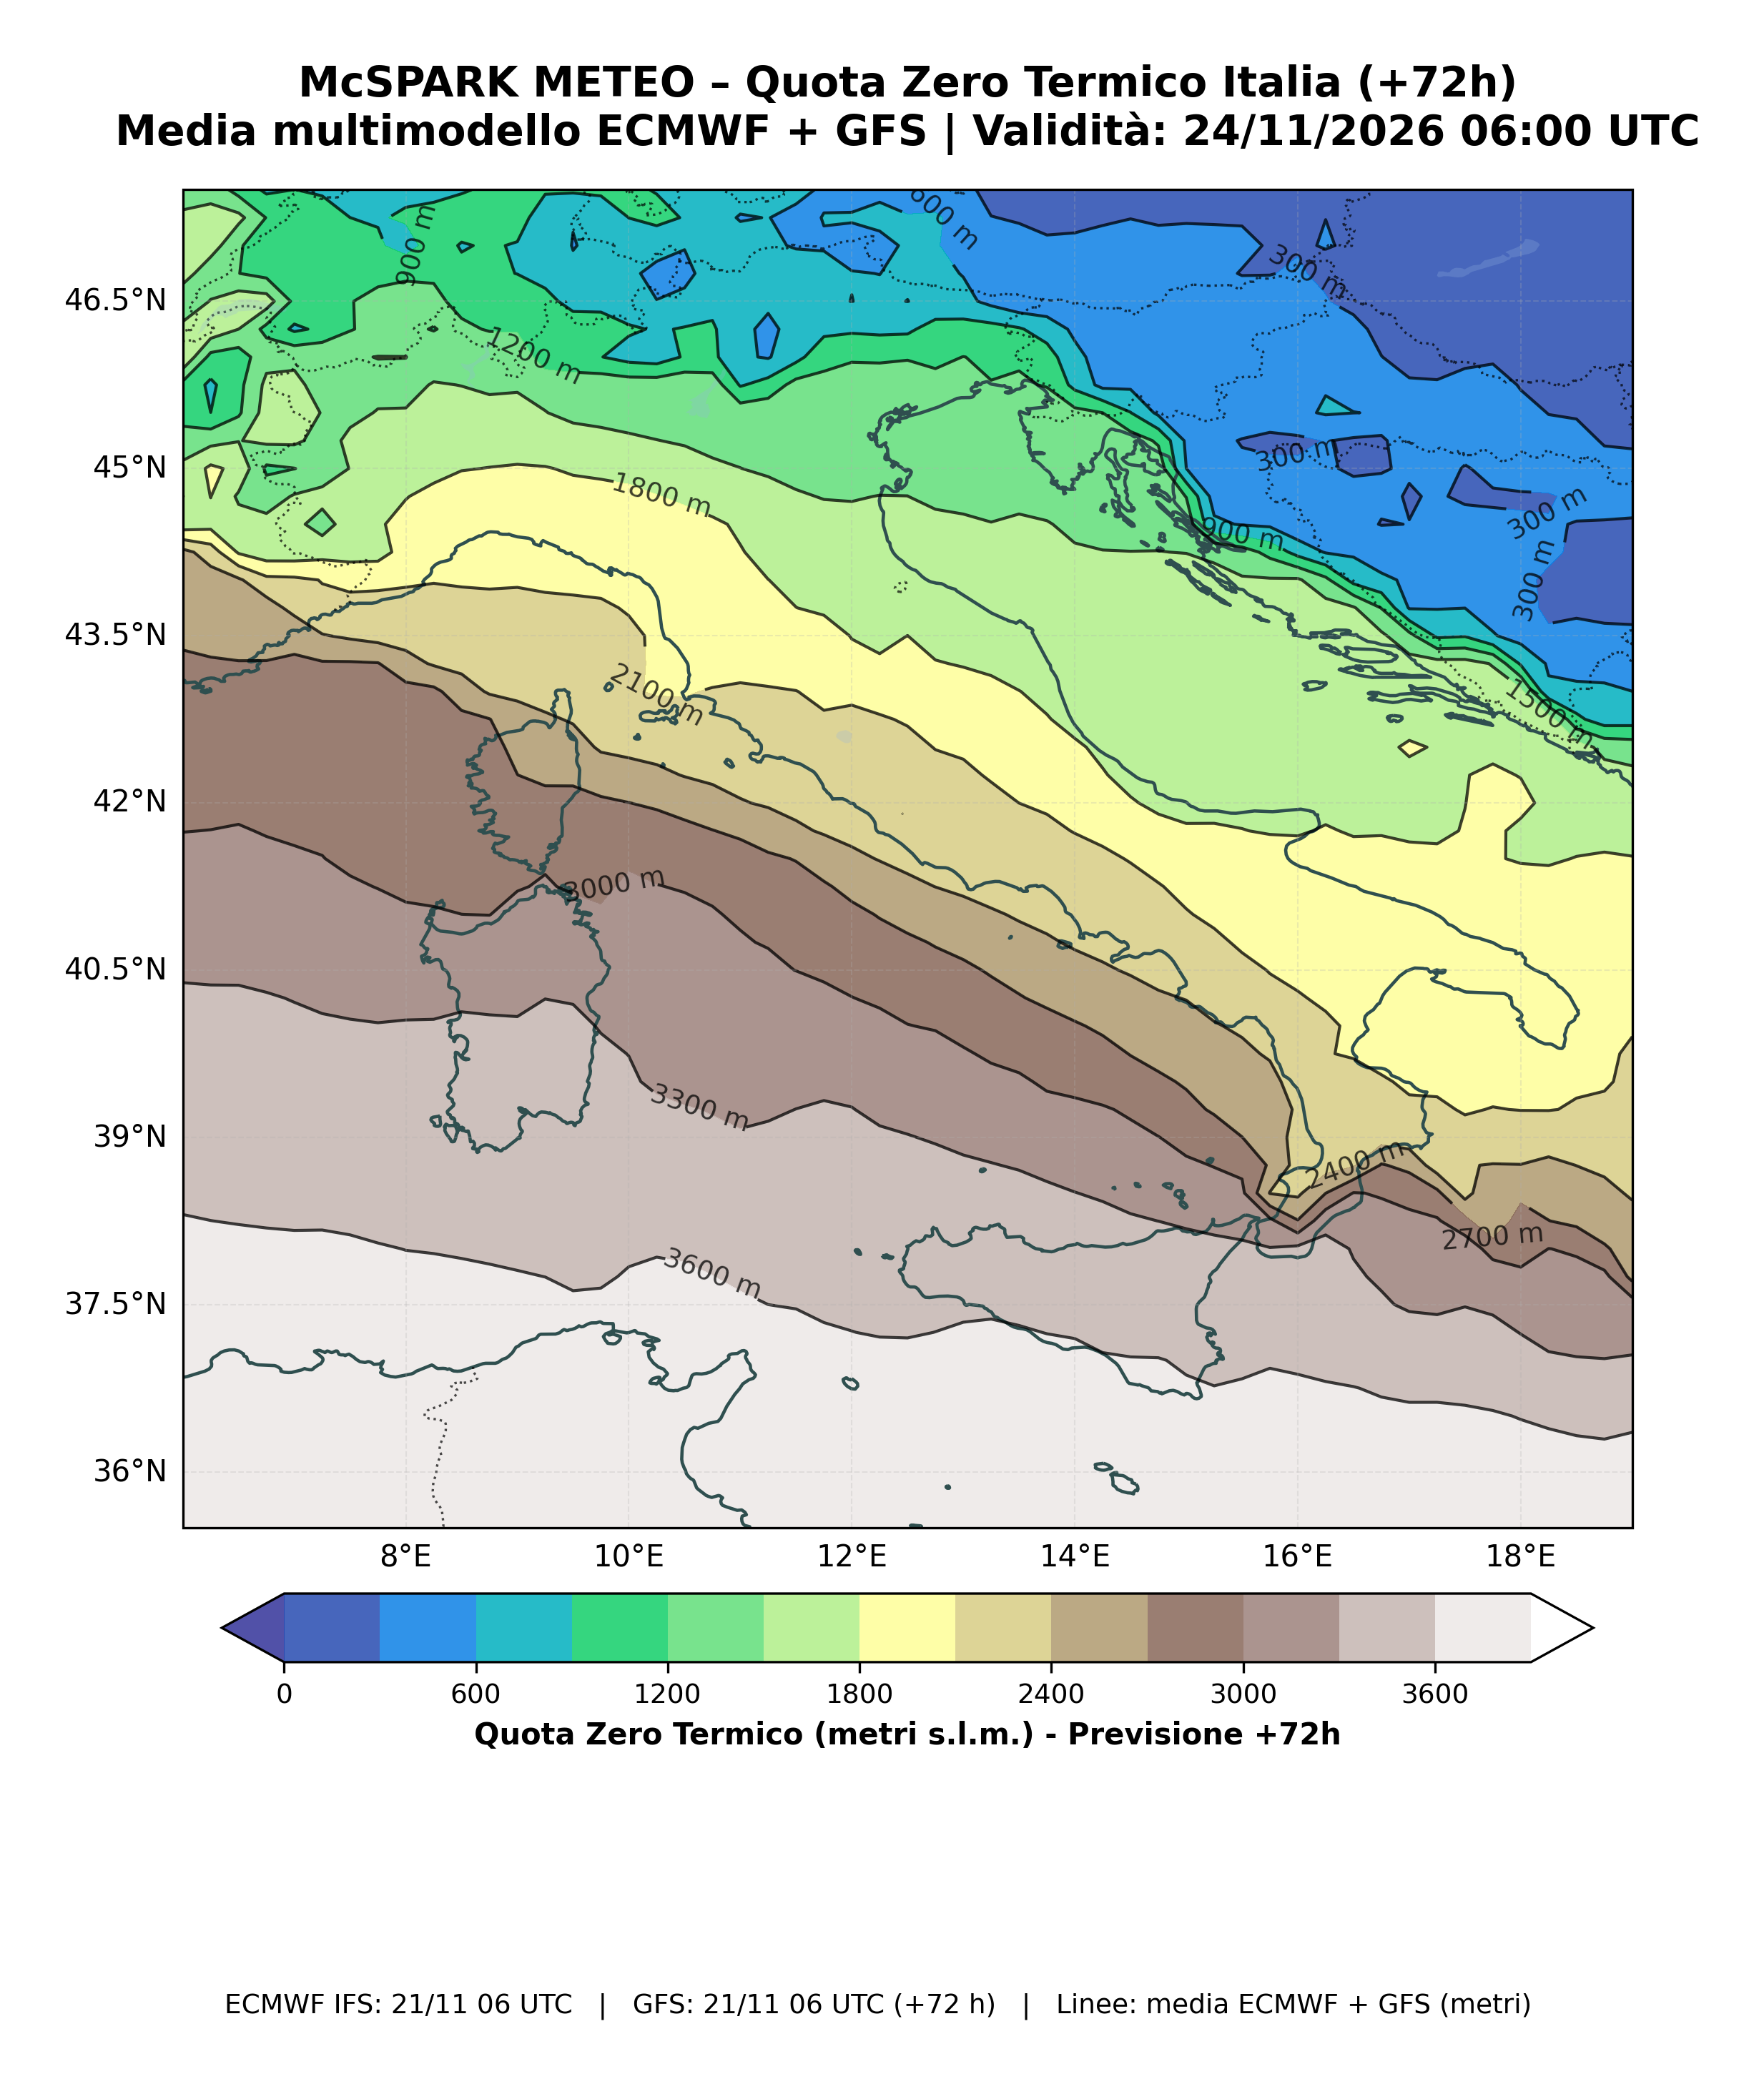 McSPARK METEO – Quota Zero Termico Italia (+72h)
Media multimodello ECMWF + GFS | Validità: 24/11/2026 06:00 UTC
600 m
900 m
300 m
46.5°N
1200 m
300 m
45°N
1800 m
300 m
900 m
300 m
43.5°N
2100 m
1500 m
42°N
3000 m
40.5°N
3300 m
39°N
2400 m
2700 m
3600 m
37.5°N
36°N
8°E 10°E 12°E 14°E 16°E 18°E
0 600 1200 1800 2400 3000 3600
Quota Zero Termico (metri s.l.m.) - Previsione +72h
ECMWF IFS: 21/11 06 UTC | GFS: 21/11 06 UTC (+72 h) | Linee: media ECMWF + GFS (metri)